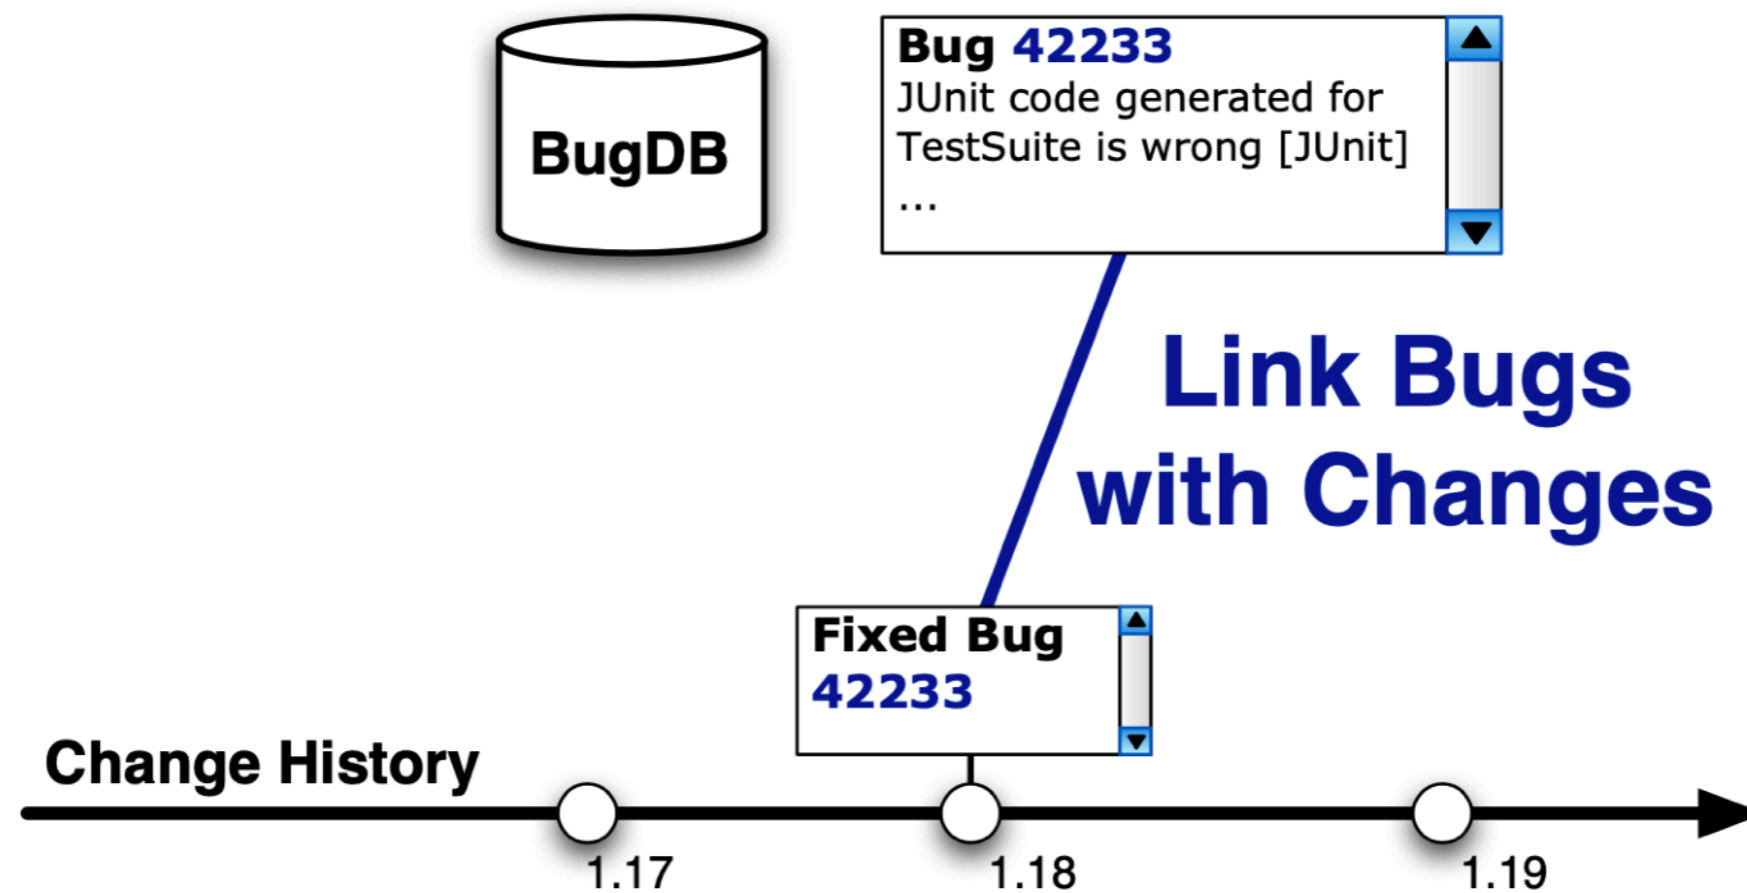 BugDB
Bug 42233
JUnit code generated for
TestSuite is wrong [JUnit]
...
Link Bugs
with Changes
Fixed Bug
42233
Change History
1.17
1.18
1.19